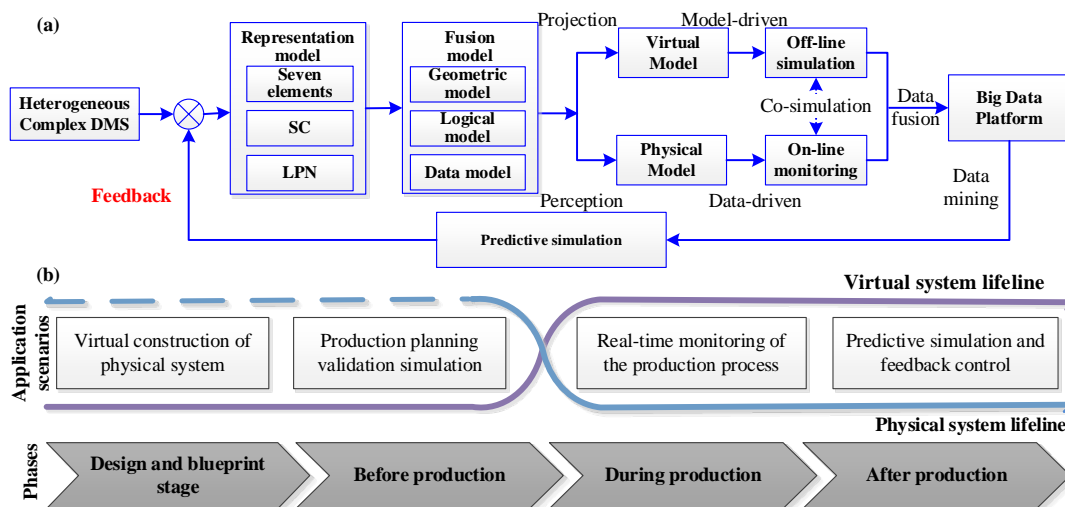 (a)
Heterogeneous
Complex DMS
Representation
model
Seven
elements
SC
LPN
Fusion
model
Geometric model
Logical
model
Data model
Projection
Perception
Virtual
Model
Physical
Model
Model-driven
Data-driven
Off-line
simulation
Co-simulation
On-line
monitoring
Data
fusion
Big Data
Platform
Data
mining
Predictive simulation
Feedback
(b)
Application
scenarios
Virtual system lifeline
Virtual construction of
physical system
Production planning
validation simulation
Real-time monitoring of
the production process
Predictive simulation and
feedback control
Physical system lifeline
Phases
Design and blueprint
stage
Before production
During production
After production